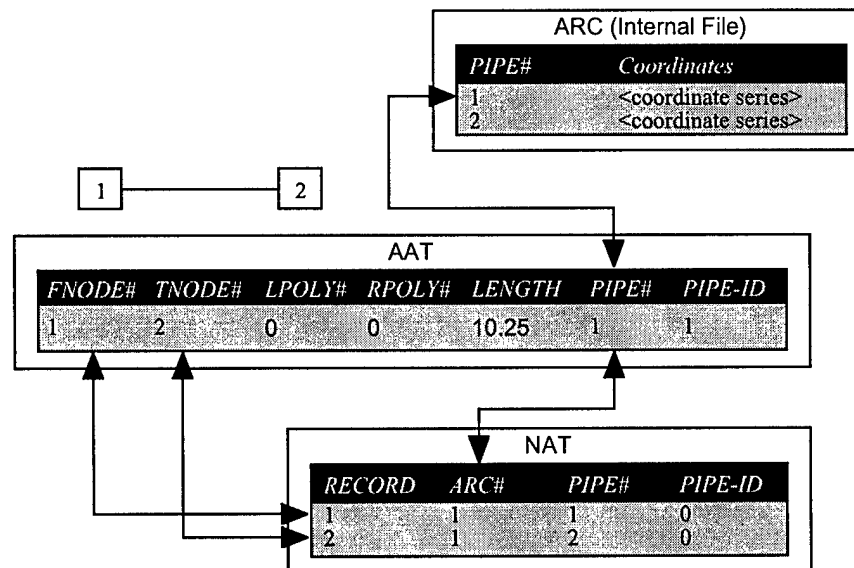 ARC (Internal File)
PIPE# Coordinates
1 <coordinate series>
2 <coordinate series>
1 2
AAT
FNODE# TNODE# LPOLY# RPOLY# LENGTH PIPE# PIPE-ID
1 2 0 0 10.25 1 1
NAT
RECORD ARC# PIPE# PIPE-ID
1 1 1 0
2 1 2 0